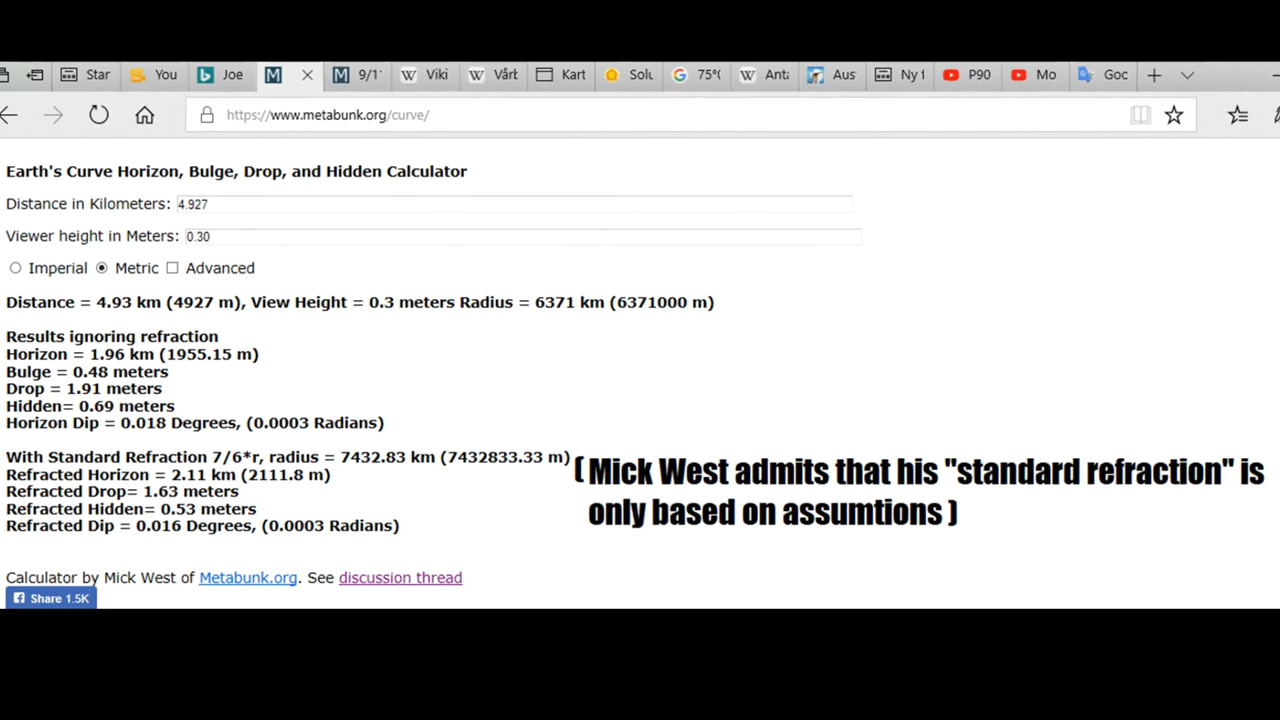 Star
You
Joe
9/1
Viki
Vårt
Kart
Solu
75°
Anta
Aus
Ny f
P90
Mo
Goc
https://www.metabunk.org/curve/
Earth's Curve Horizon, Bulge, Drop, and Hidden Calculator
Distance in Kilometers: 4.927
Viewer height in Meters: 0.30
Imperial Metric Advanced
Distance = 4.93 km (4927 m), View Height = 0.3 meters Radius = 6371 km (6371000 m)
Results ignoring refraction
Horizon = 1.96 km (1955.15 m)
Bulge = 0.48 meters
Drop = 1.91 meters
Hidden= 0.69 meters
Horizon Dip = 0.018 Degrees, (0.0003 Radians)
With Standard Refraction 7/6*r, radius = 7432.83 km (7432833.33 m)
Refracted Horizon = 2.11 km (2111.8 m)
Refracted Drop= 1.63 meters
Refracted Hidden= 0.53 meters
Refracted Dip = 0.016 Degrees, (0.0003 Radians)
(Mick West admits that his "standard refraction" is
only based on assumtions )
Calculator by Mick West of Metabunk.org. See discussion thread
Share 1.5K